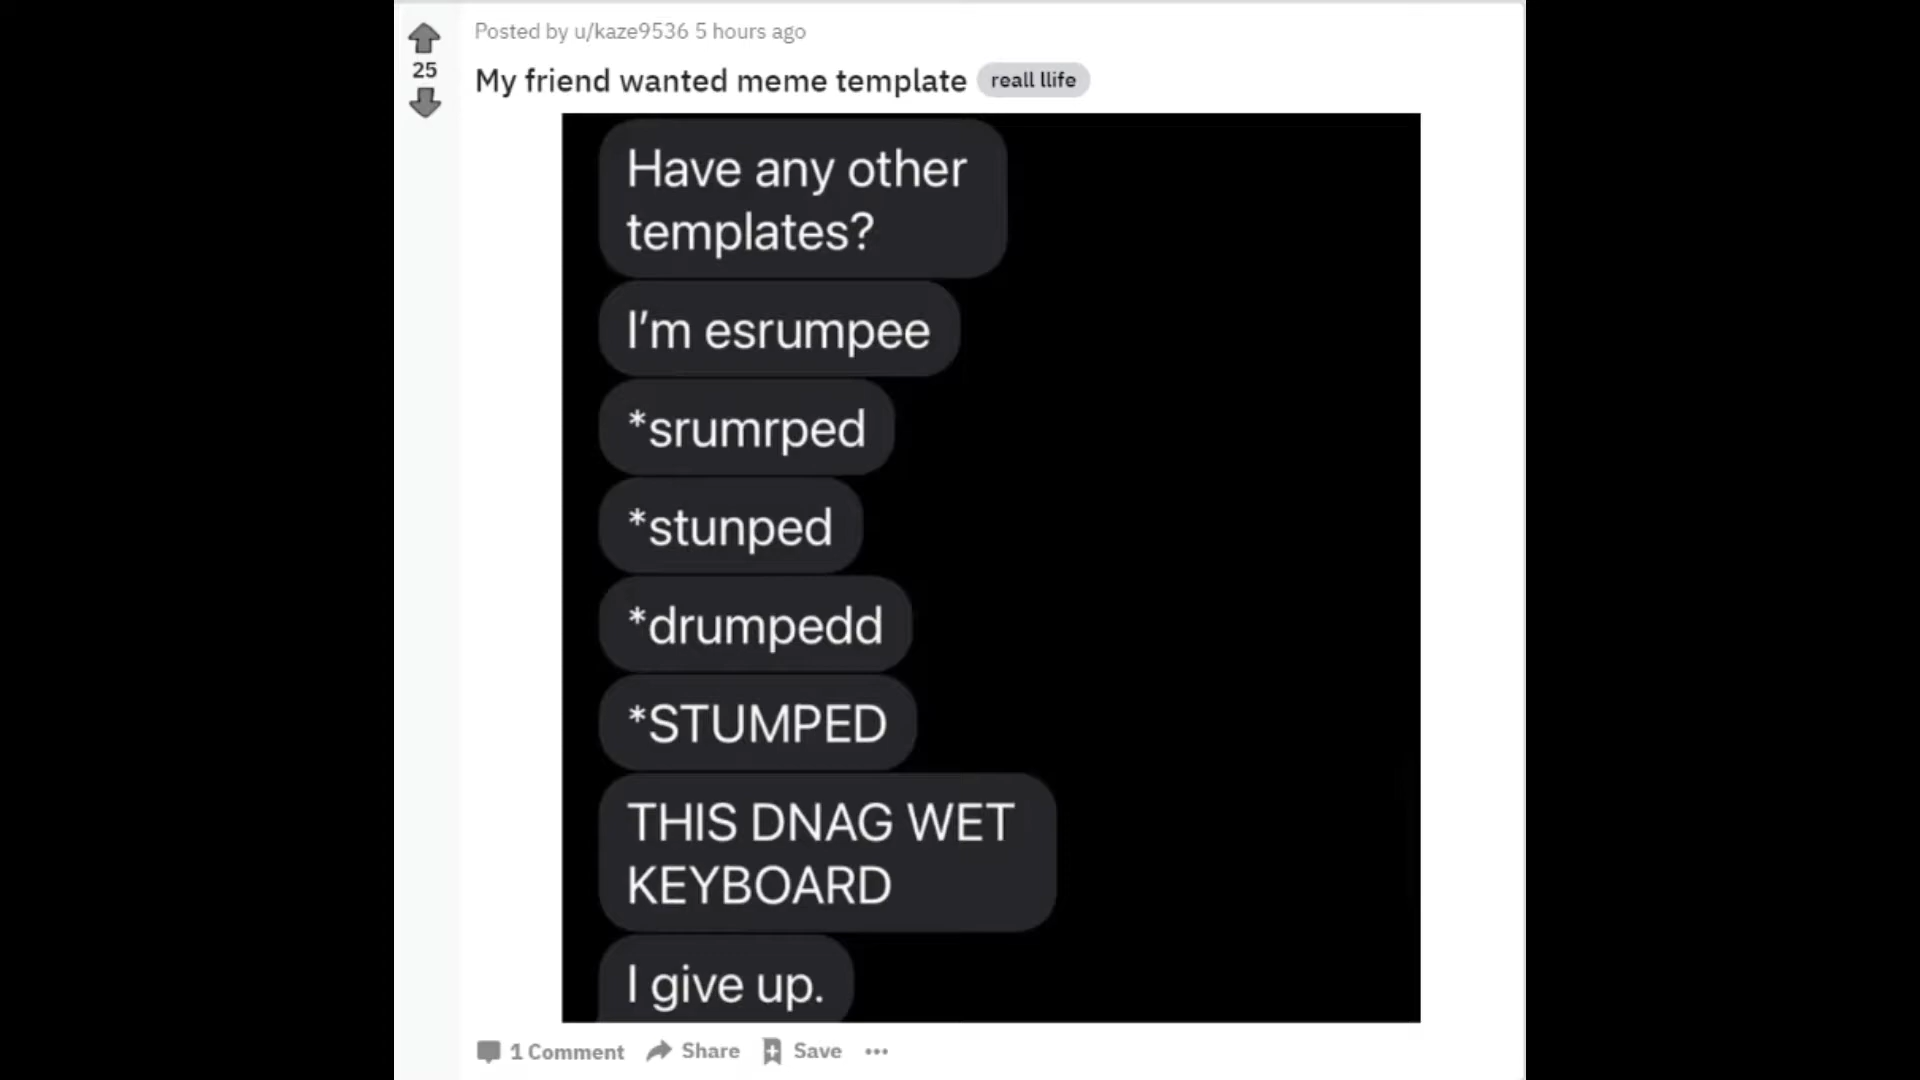 Posted by u/kaze9536 5 hours ago
25
My friend wanted meme template reall llife
Have any other
templates?
I'm esrumpee
*srumrped
*stunped
*drumpedd
*STUMPED
THIS DNAG WET
KEYBOARD
I give up.
1 Comment Share Save ...